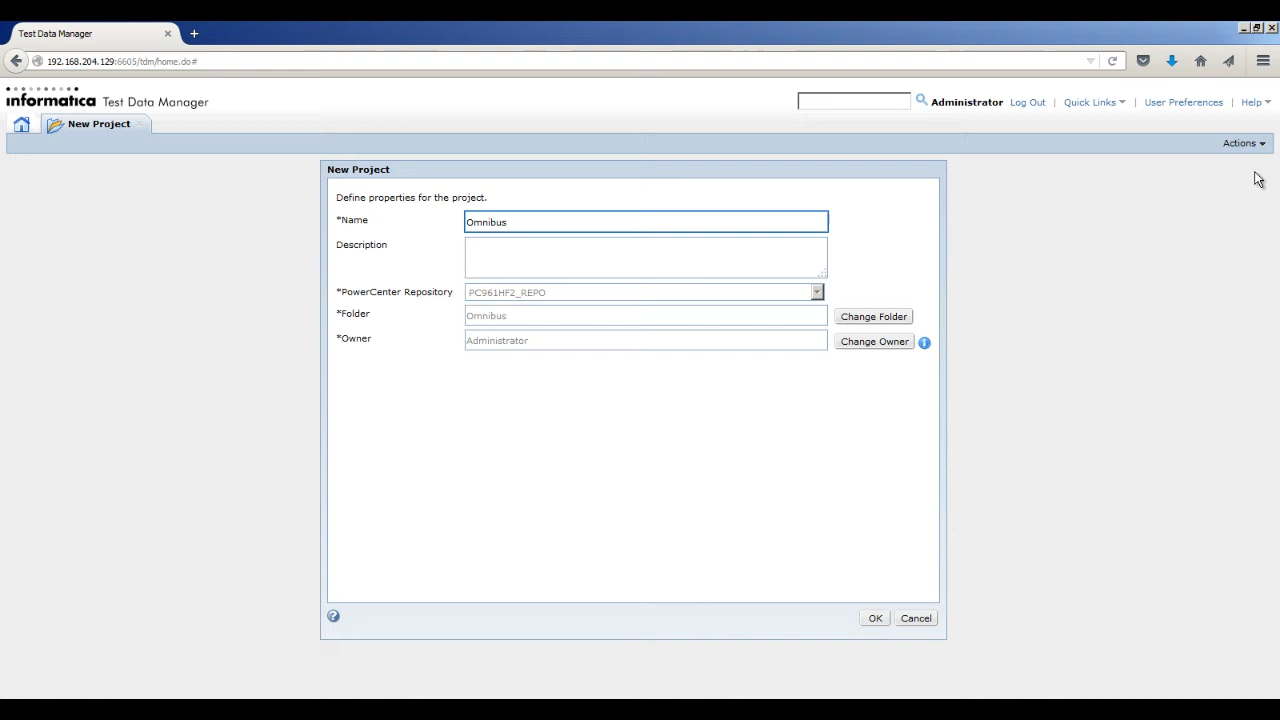 Test Data Manager
192.168.204.129:6605/tdm/home.do#
informatica Test Data Manager
Administrator Log Out | Quick Links | User Preferences | Help
New Project
Actions
New Project
Define properties for the project.
*Name Omnibus
Description
*PowerCenter Repository PC961HF2_REPO
*Folder Omnibus Change Folder
*Owner Administrator Change Owner
OK Cancel